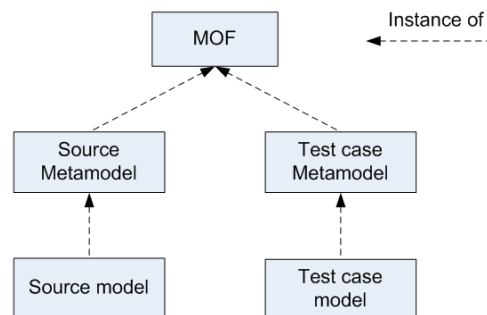 Instance of
MOF
Source
Metamodel
Test case
Metamodel
Source model
Test case
model